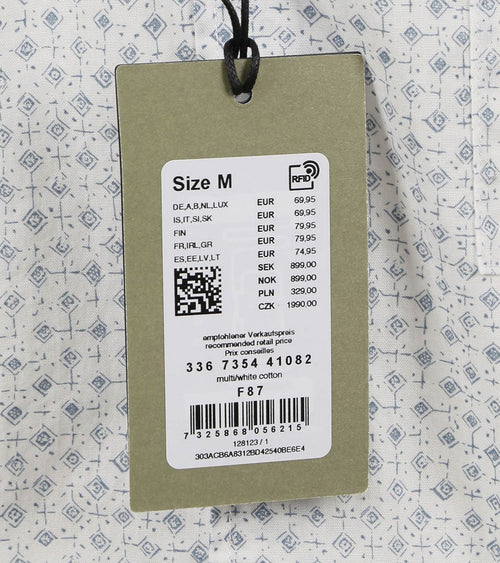 Size M
RFID
DE,A,B,NL,LUX EUR 69,95
IS,IT,SI,SK EUR 69,95
FIN EUR 79,95
FR,IRL,GR EUR 79,95
ES,EE,LV,LT EUR 74,95
SEK 899,00
NOK 899,00
PLN 329,00
CZK 1990,00
empfohlener Verkaufspreis
recommended retail price
Prix conseilles
336 7354 41082
multi/white cotton
F87
7 325868 056215
128123 / 1
303ACB6A6312BD42540BE6E4